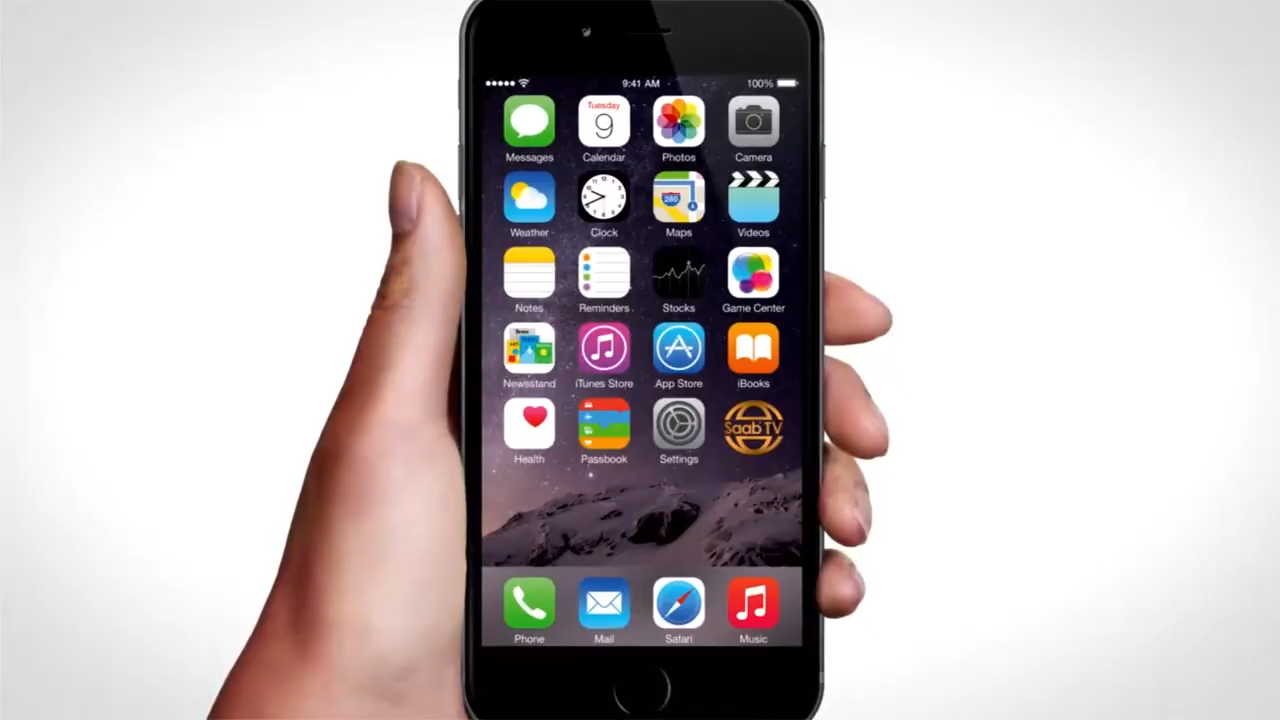 9:41 AM 100%
Tuesday
9
Messages Calendar Photos Camera
280
Weather Clock Maps Videos
Notes Reminders Stocks Game Center
Newsstand iTunes Store App Store iBooks
Saab TV
Health Passbook Settings
Phone Mail Safari Music